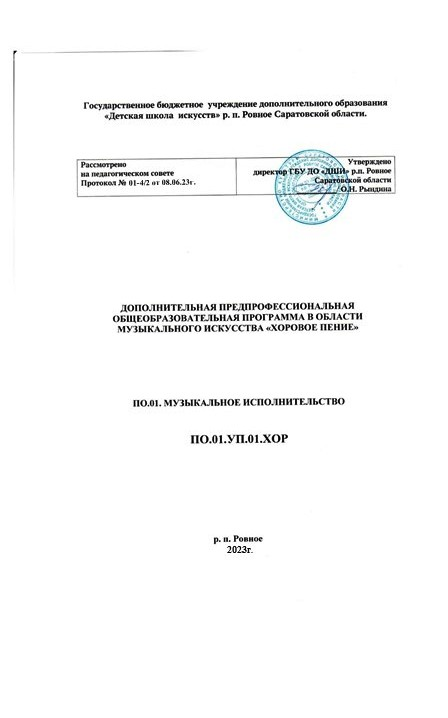 Государственное бюджетное учреждение дополнительного образования
«Детская школа искусств» р. п. Ровное Саратовской области.
Рассмотрено
на педагогическом совете
Протокол № 01-4/2 от 08.06.23г.
Утверждено
директор ГБУ ДО «ДШИ» р.п. Ровное
Саратовской области
О.Н. Рындина
ДОПОЛНИТЕЛЬНАЯ ПРЕДПРОФЕССИОНАЛЬНАЯ
ОБЩЕОБРАЗОВАТЕЛЬНАЯ ПРОГРАММА В ОБЛАСТИ
МУЗЫКАЛЬНОГО ИСКУССТВА «ХОРОВОЕ ПЕНИЕ»
ПО.01. МУЗЫКАЛЬНОЕ ИСПОЛНИТЕЛЬСТВО
ПО.01.УП.01.ХОР
р. п. Ровное
2023г.